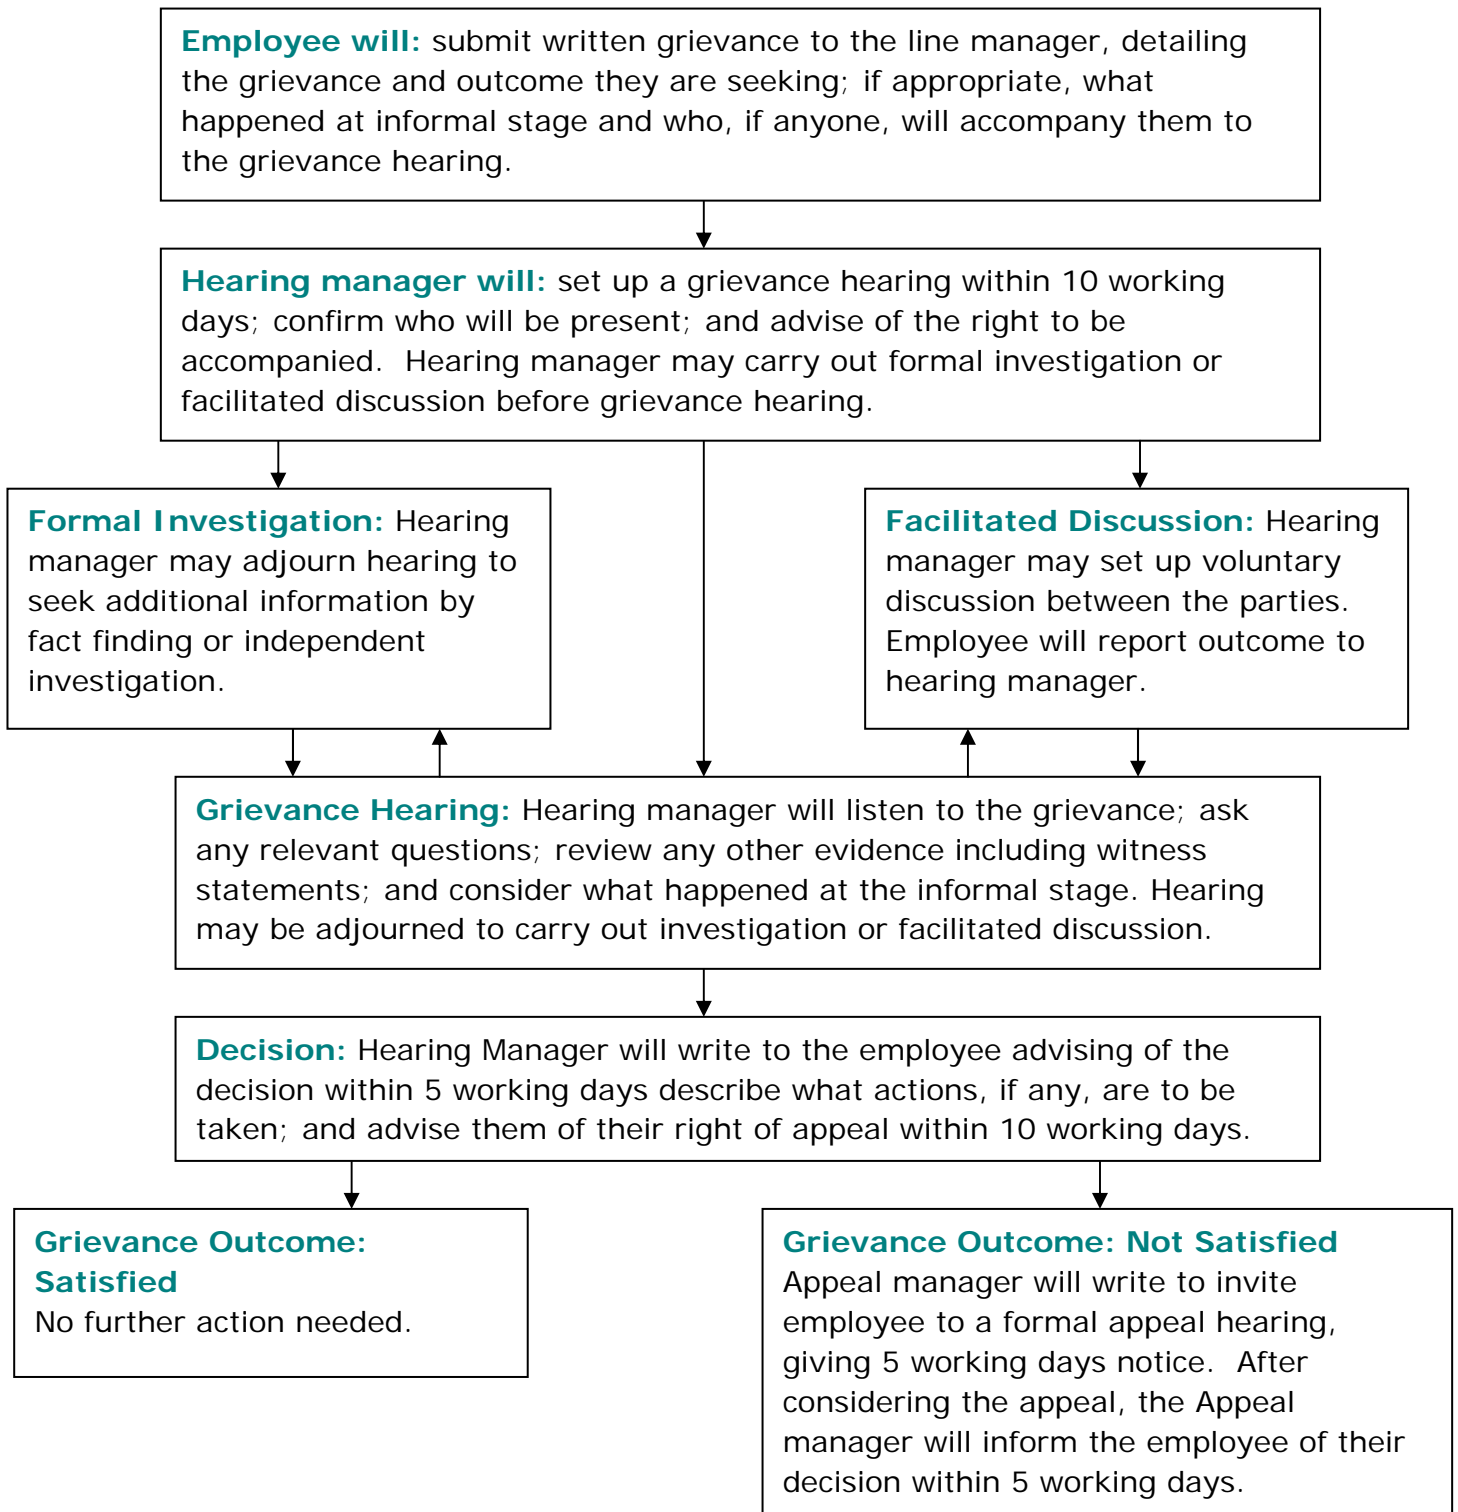 Employee will: submit written grievance to the line manager, detailing
the grievance and outcome they are seeking; if appropriate, what
happened at informal stage and who, if anyone, will accompany them to
the grievance hearing.
Hearing manager will: set up a grievance hearing within 10 working
days; confirm who will be present; and advise of the right to be
accompanied.  Hearing manager may carry out formal investigation or
facilitated discussion before grievance hearing.
Formal Investigation: Hearing
manager may adjourn hearing to
seek additional information by
fact finding or independent
investigation.
Facilitated Discussion: Hearing
manager may set up voluntary
discussion between the parties.
Employee will report outcome to
hearing manager.
Grievance Hearing: Hearing manager will listen to the grievance; ask
any relevant questions; review any other evidence including witness
statements; and consider what happened at the informal stage. Hearing
may be adjourned to carry out investigation or facilitated discussion.
Decision: Hearing Manager will write to the employee advising of the
decision within 5 working days describe what actions, if any, are to be
taken; and advise them of their right of appeal within 10 working days.
Grievance Outcome:
Satisfied
No further action needed.
Grievance Outcome: Not Satisfied
Appeal manager will write to invite
employee to a formal appeal hearing,
giving 5 working days notice.  After
considering the appeal, the Appeal
manager will inform the employee of their
decision within 5 working days.